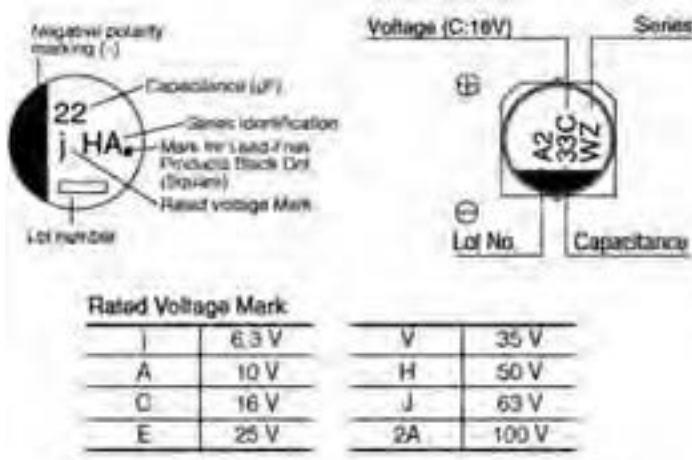 Negative polarity
marking (-)
Capacitance (µF)
22
Series identification
j HA.
Mark for Lead-Free
Products Black Dot
(Square)
Rated voltage Mark
Lot number
Voltage (C:16V)
Series
⊕
A2
33C
WZ
⊖
Lot No.
Capacitance
Rated Voltage Mark
j 6.3 V V 35 V
A 10 V H 50 V
C 16 V J 63 V
E 25 V 2A 100 V